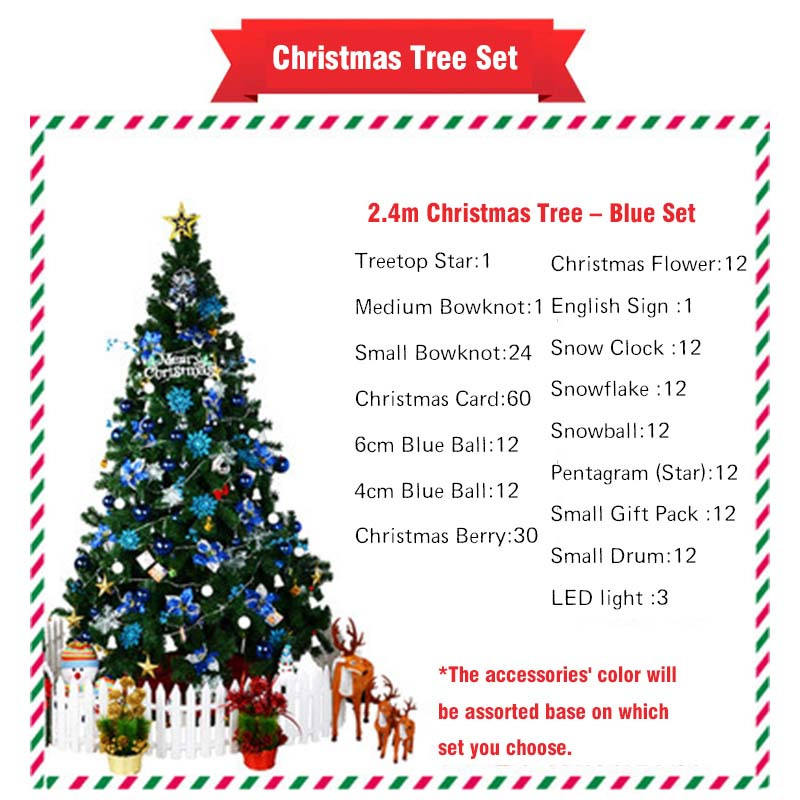 Christmas Tree Set
2.4m Christmas Tree – Blue Set
Treetop Star:1
Medium Bowknot:1
Small Bowknot:24
Christmas Card:60
6cm Blue Ball:12
4cm Blue Ball:12
Christmas Berry:30
Christmas Flower:12
English Sign :1
Snow Clock :12
Snowflake :12
Snowball:12
Pentagram (Star):12
Small Gift Pack :12
Small Drum:12
LED light :3
Merry
Christmas
*The accessories' color will
be assorted base on which
set you choose.